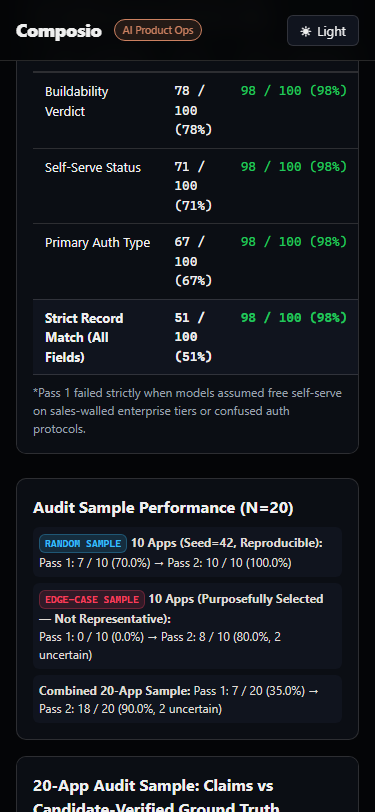 Composio AI Product Ops ☀ Light
Buildability 78 / 98 / 100 (98%)
Verdict 100
(78%)
Self-Serve Status 71 / 98 / 100 (98%)
100
(71%)
Primary Auth Type 67 / 98 / 100 (98%)
100
(67%)
Strict Record 51 / 98 / 100 (98%)
Match (All 100
Fields) (51%)
*Pass 1 failed strictly when models assumed free self-serve
on sales-walled enterprise tiers or confused auth
protocols.
Audit Sample Performance (N=20)
RANDOM SAMPLE 10 Apps (Seed=42, Reproducible):
Pass 1: 7 / 10 (70.0%) → Pass 2: 10 / 10 (100.0%)
EDGE-CASE SAMPLE 10 Apps (Purposefully Selected
— Not Representative):
Pass 1: 0 / 10 (0.0%) → Pass 2: 8 / 10 (80.0%, 2
uncertain)
Combined 20-App Sample: Pass 1: 7 / 20 (35.0%) →
Pass 2: 18 / 20 (90.0%, 2 uncertain)
20-App Audit Sample: Claims vs
Candidate-Verified Ground Truth